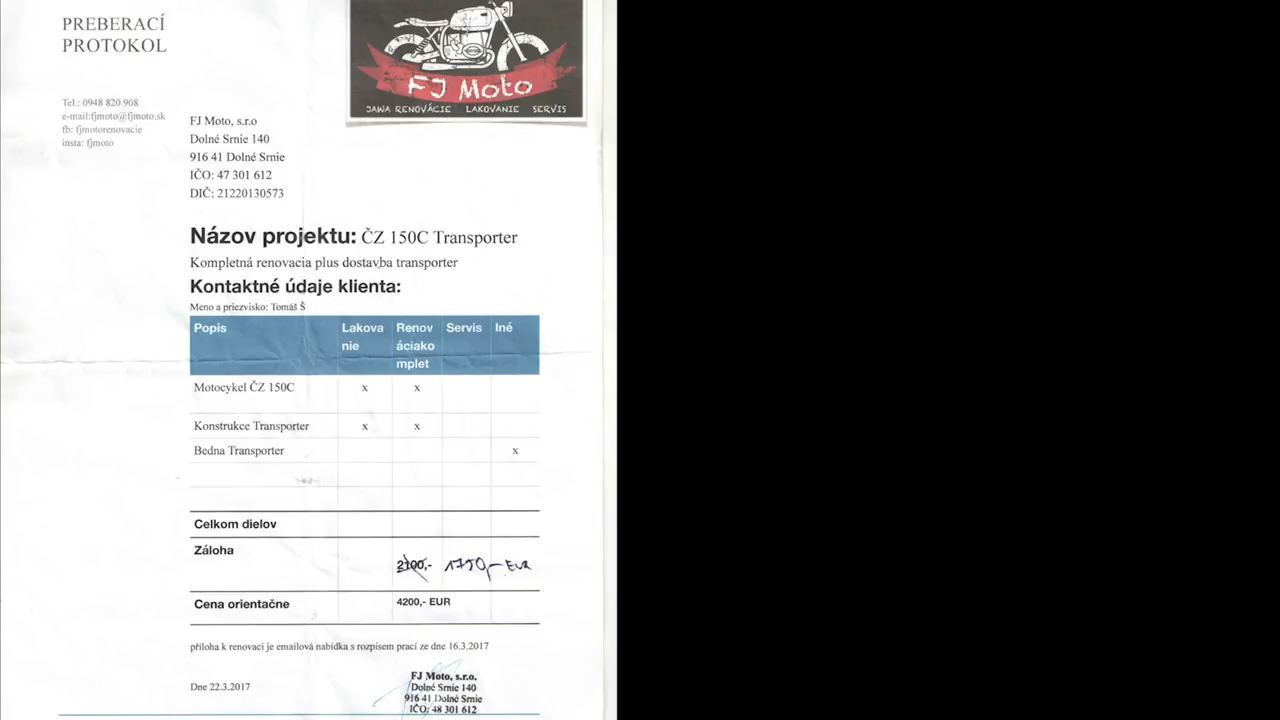 PREBERACÍ
PROTOKOL
FJ Moto
JAWA RENOVÁCIE LAKOVANIE SERVIS
Tel.: 0948 820 908
e-mail:fjmoto@fjmoto.sk
fb: fjmotorenovacie
insta: fjmoto
FJ Moto, s.r.o
Dolné Srnie 140
916 41 Dolné Srnie
IČO: 47 301 612
DIČ: 21220130573
Názov projektu: ČZ 150C Transporter
Kompletná renovacia plus dostavba transporter
Kontaktné údaje klienta:
Meno a priezvisko: Tomáš Š
Popis Lakova Renov Servis Iné
nie áciako
mplet
Motocykel ČZ 150C x x
Konstrukce Transporter x x
Bedna Transporter x
Celkom dielov
Záloha
2100,- 1750,- EUR
Cena orientačne 4200,- EUR
příloha k renovaci je emailová nabídka s rozpisem prací ze dne 16.3.2017
Dne 22.3.2017
FJ Moto, s.r.o.
Dolné Srnie 140
916 41 Dolné Srnie
IČO: 48 301 612